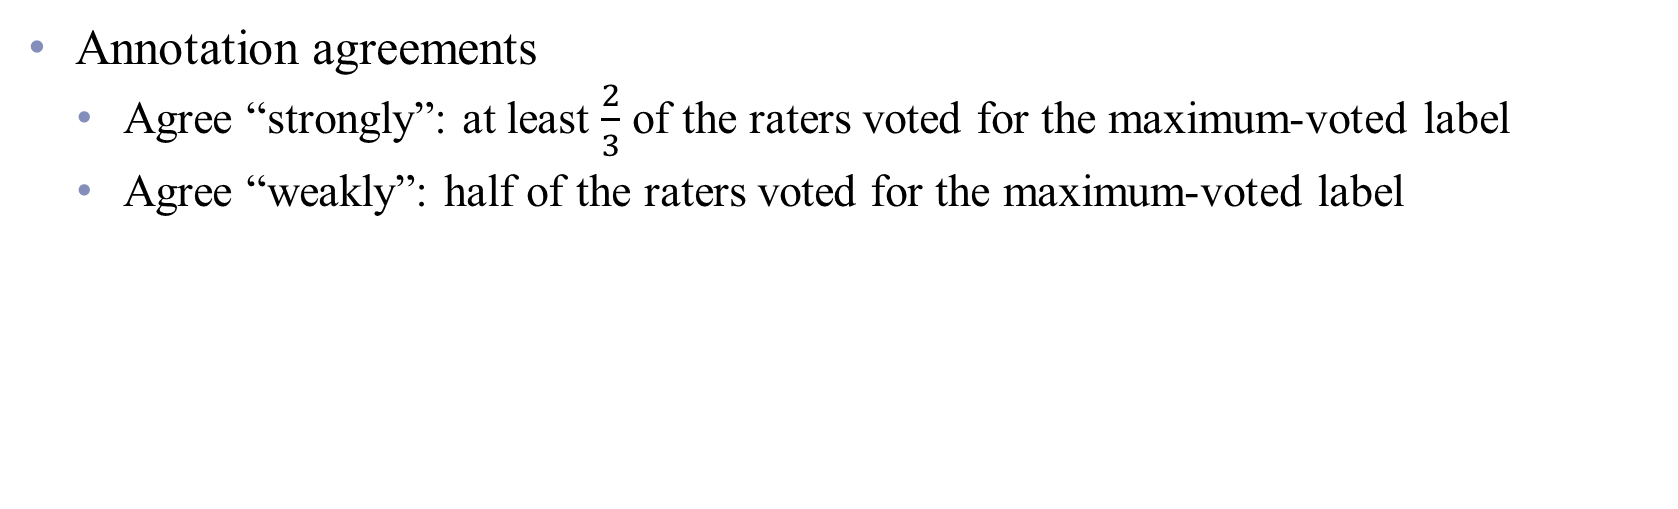 • Annotation agreements
• Agree “strongly”: at least 2/3 of the raters voted for the maximum-voted label
• Agree “weakly”: half of the raters voted for the maximum-voted label